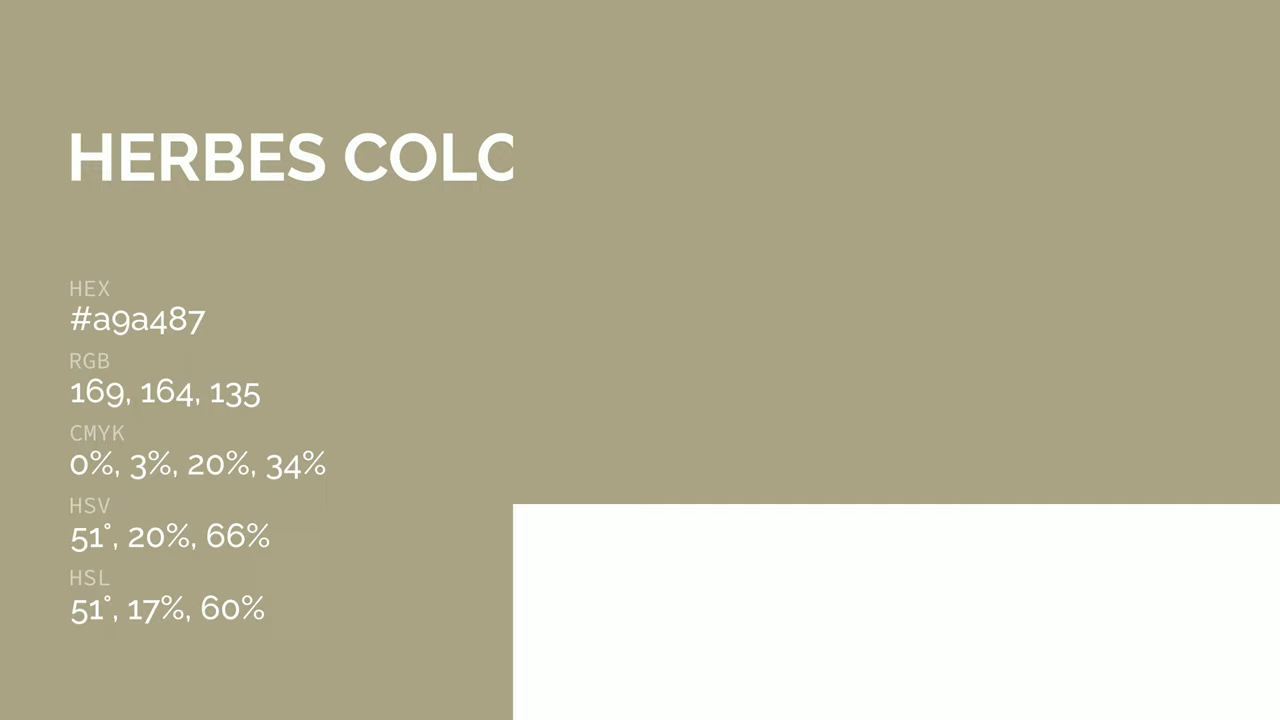 HERBES COLO
HEX
#a9a487
RGB
169, 164, 135
CMYK
0%, 3%, 20%, 34%
HSV
51°, 20%, 66%
HSL
51°, 17%, 60%